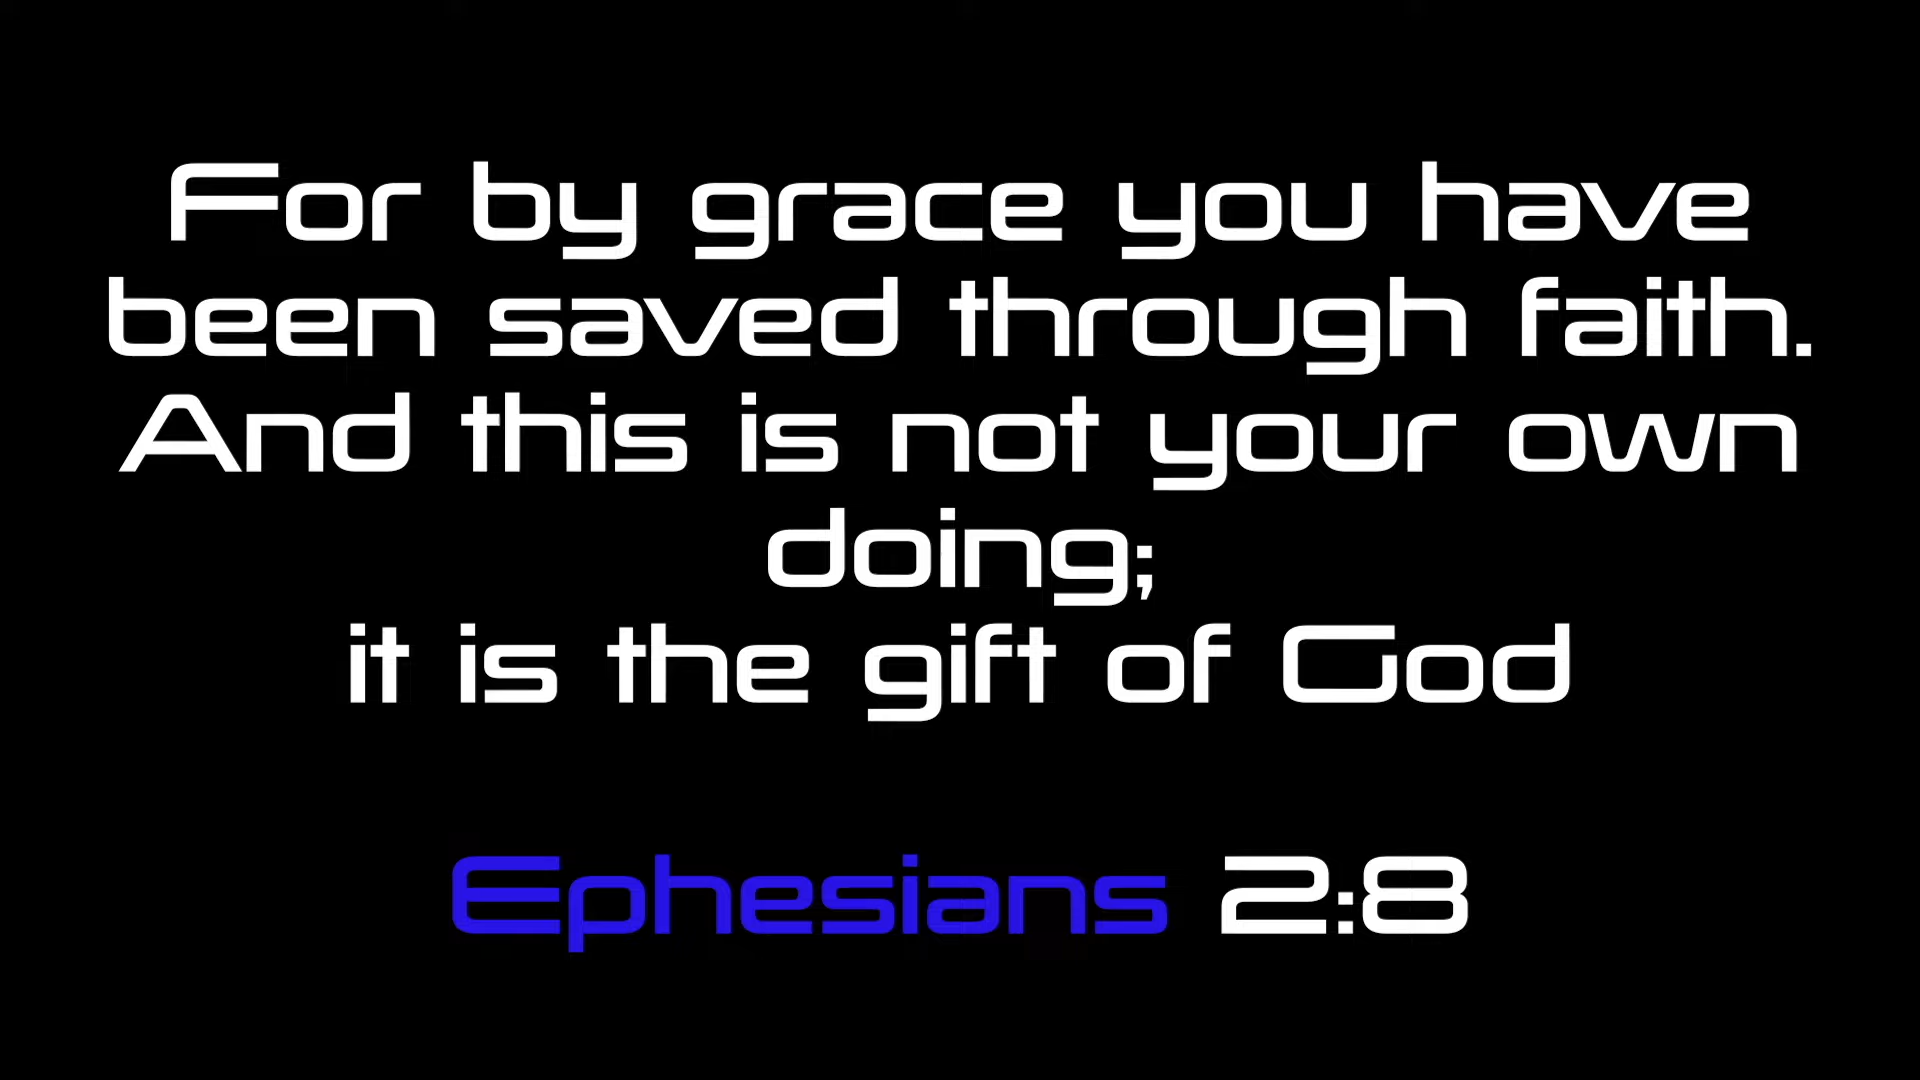 For by grace you have
been saved through faith.
And this is not your own
doing;
it is the gift of God
Ephesians 2:8